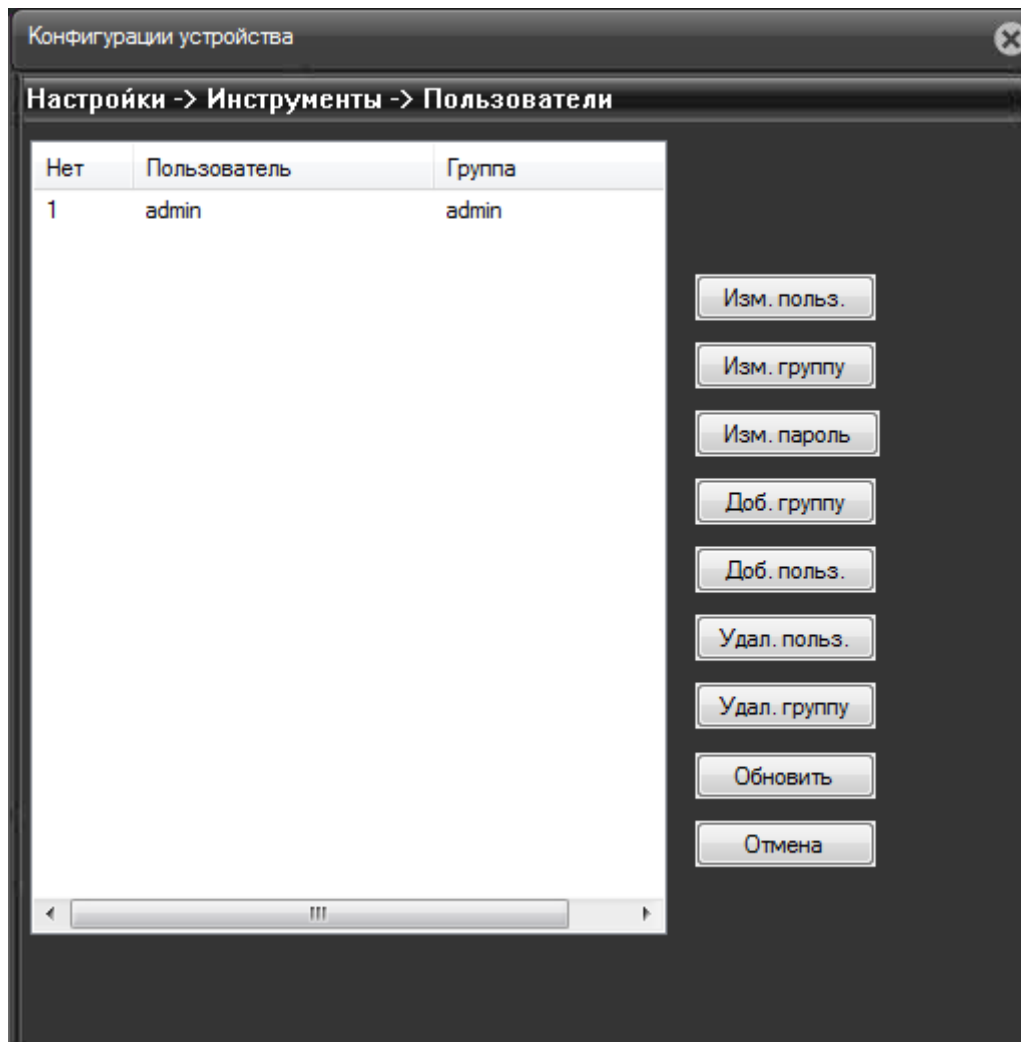 Конфигурации устройства
Настройки -> Инструменты -> Пользователи
Нет Пользователь Группа
1 admin admin
Изм. польз.
Изм. группу
Изм. пароль
Доб. группу
Доб. польз.
Удал. польз.
Удал. группу
Обновить
Отмена